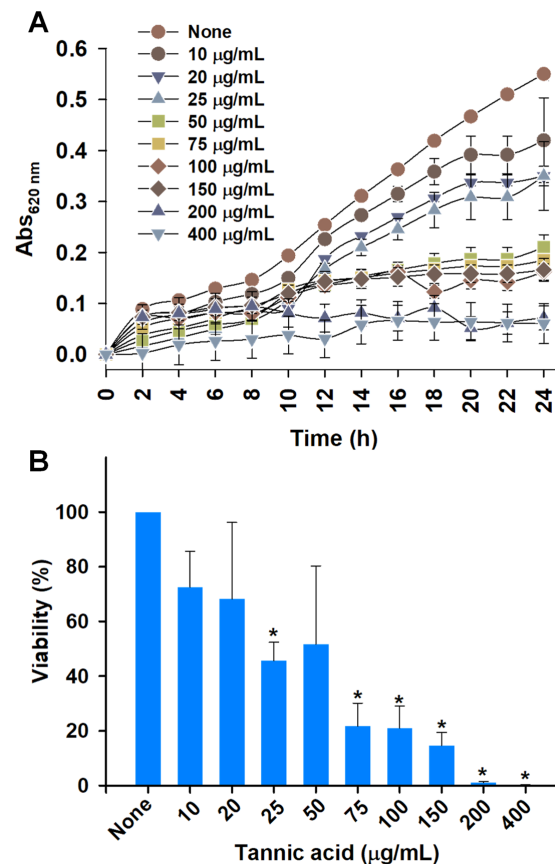 A
None
10 μg/mL
20 μg/mL
25 μg/mL
50 μg/mL
75 μg/mL
100 μg/mL
150 μg/mL
200 μg/mL
400 μg/mL
0.6
0.5
0.4
0.3
0.2
0.1
0.0
Abs620 nm
0 2 4 6 8 10 12 14 16 18 20 22 24
Time (h)
B
100
80
60
40
20
0
Viability (%)
* * * * * *
None 10 20 25 50 75 100 150 200 400
Tannic acid (μg/mL)